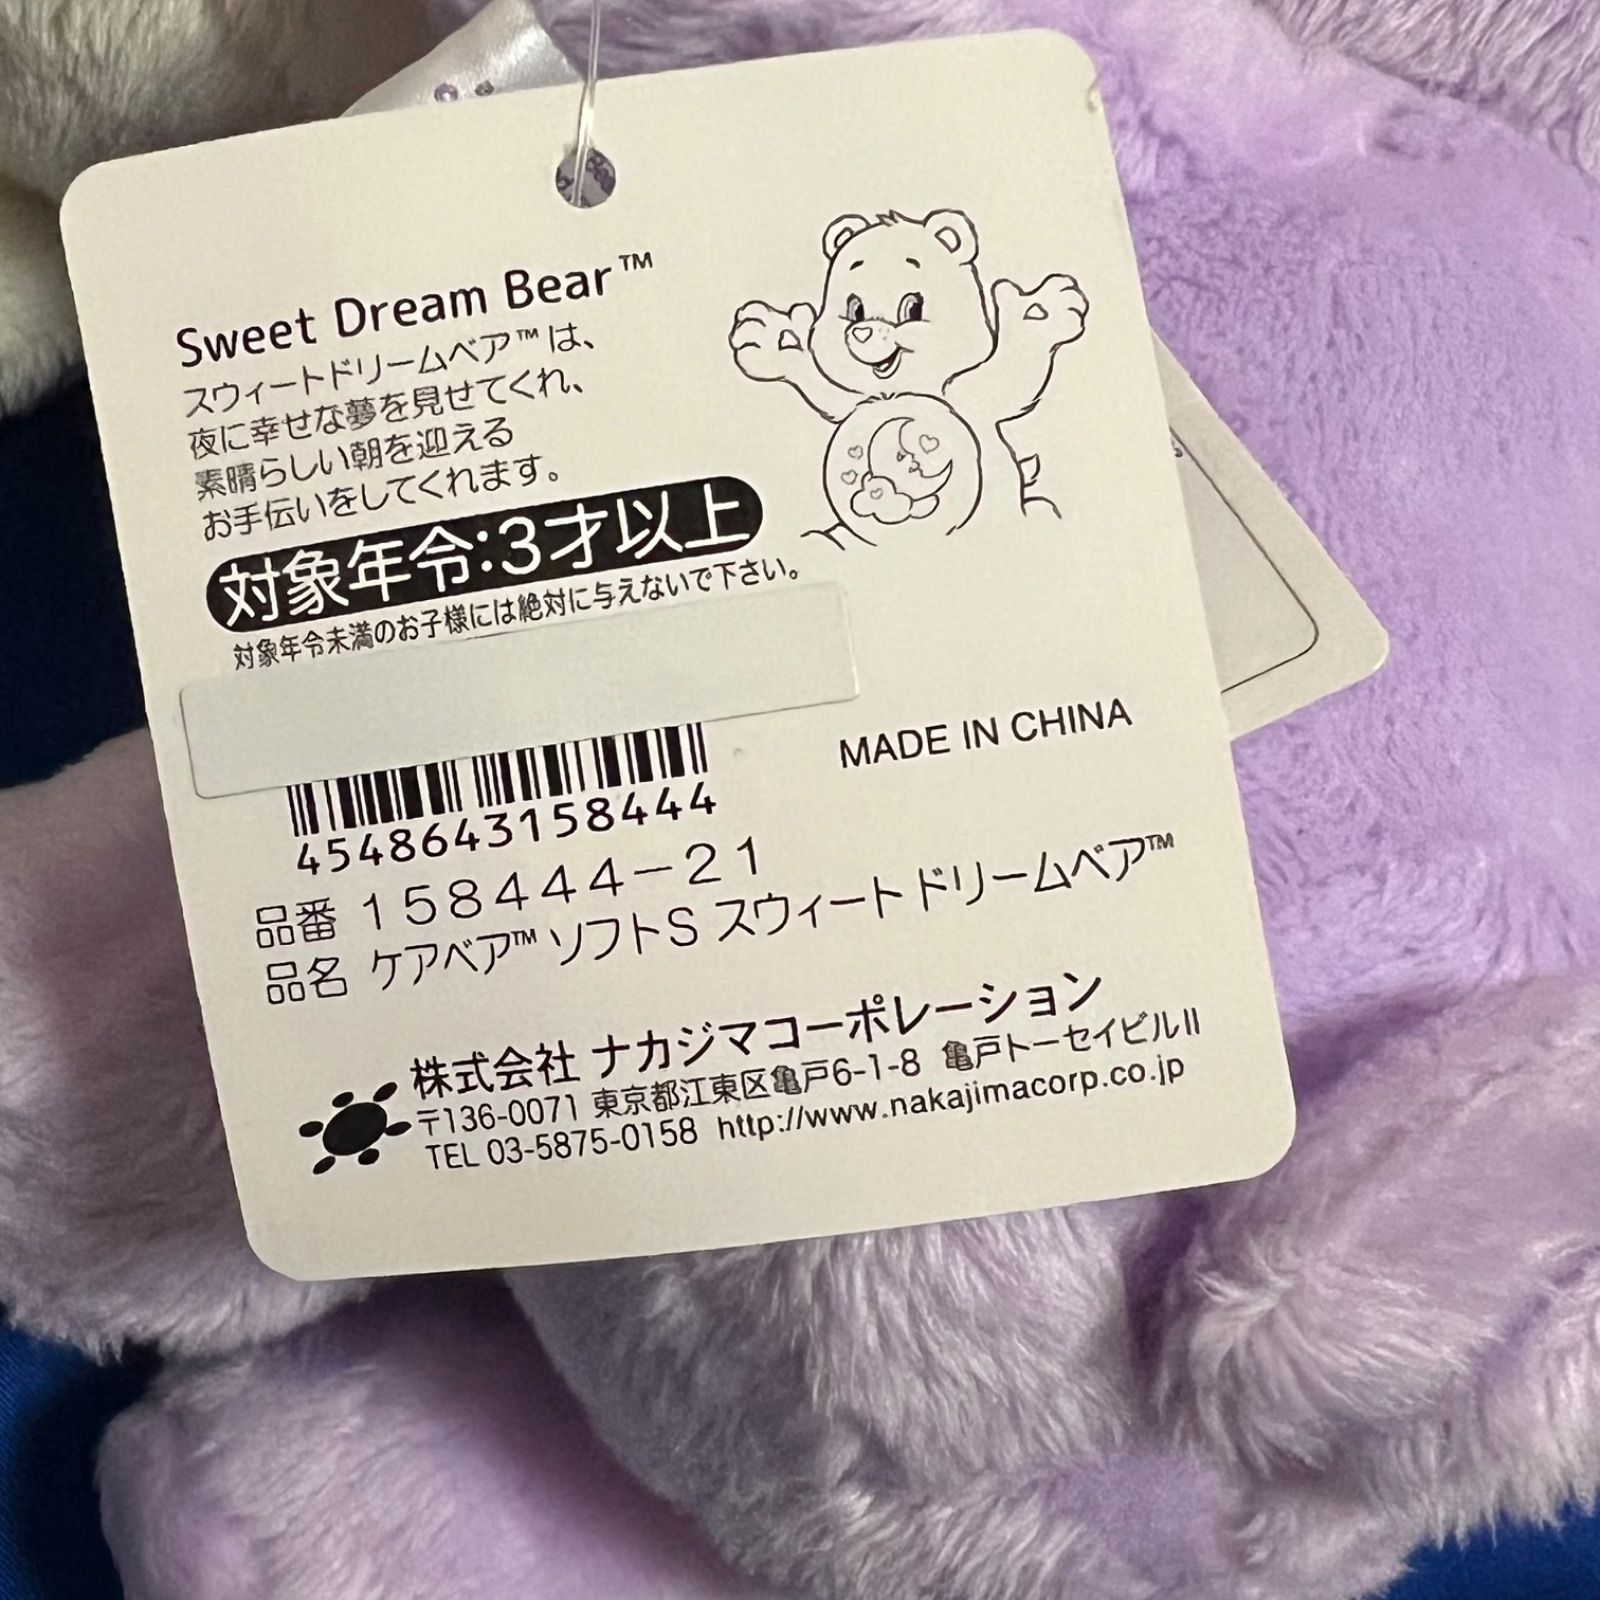 Sweet Dream Bear™
スウィートドリームベア™は、
夜に幸せな夢を見せてくれ、
素晴らしい朝を迎える
お手伝いをしてくれます。
対象年令:3才以上
対象年令未満のお子様には絶対に与えないで下さい。
MADE IN CHINA
4548643158444
品番 158444-21
品名 ケアベア™ ソフトS スウィートドリームベア™
株式会社 ナカジマコーポレーション
〒136-0071 東京都江東区亀戸6-1-8 亀戸トーセイビルII
TEL 03-5875-0158 http://www.nakajimacorp.co.jp